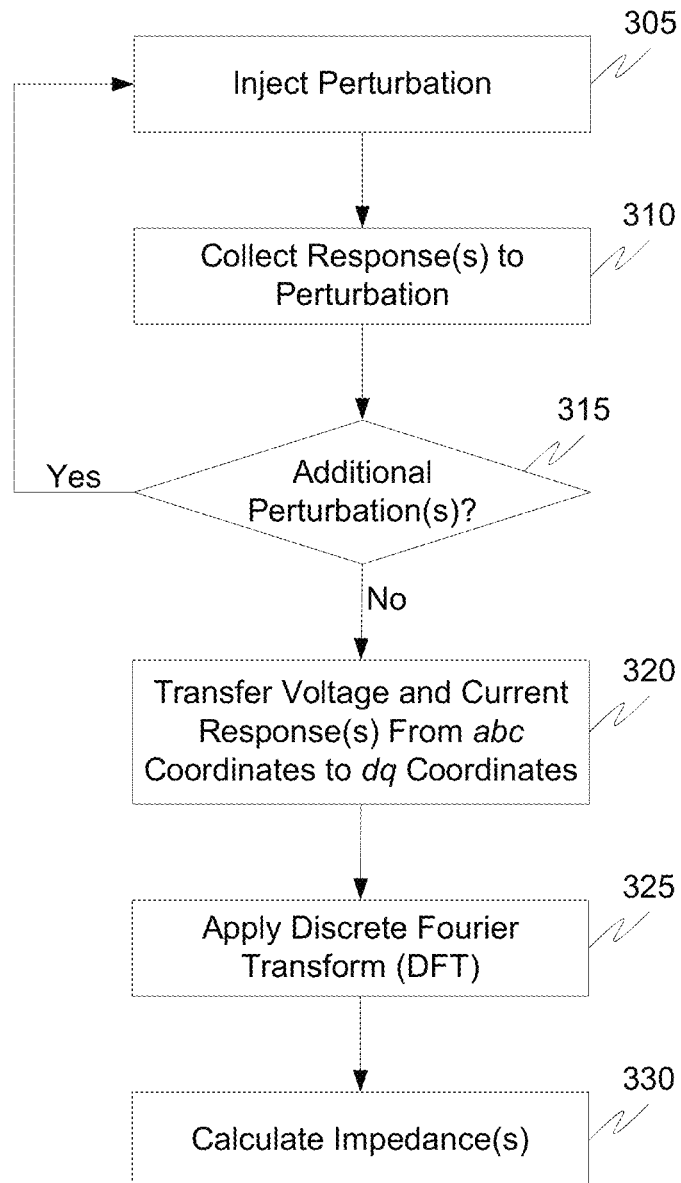 305
Inject Perturbation
310
Collect Response(s) to
Perturbation
315
Additional
Perturbation(s)?
Yes
No
320
Transfer Voltage and Current
Response(s) From abc
Coordinates to dq Coordinates
325
Apply Discrete Fourier
Transform (DFT)
330
Calculate Impedance(s)